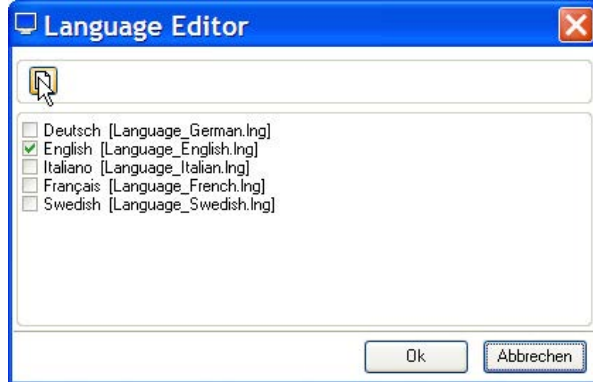 Language Editor
Deutsch [Language_German.lng]
English [Language_English.lng]
Italiano [Language_Italian.lng]
Français [Language_French.lng]
Swedish [Language_Swedish.lng]
Ok Abbrechen